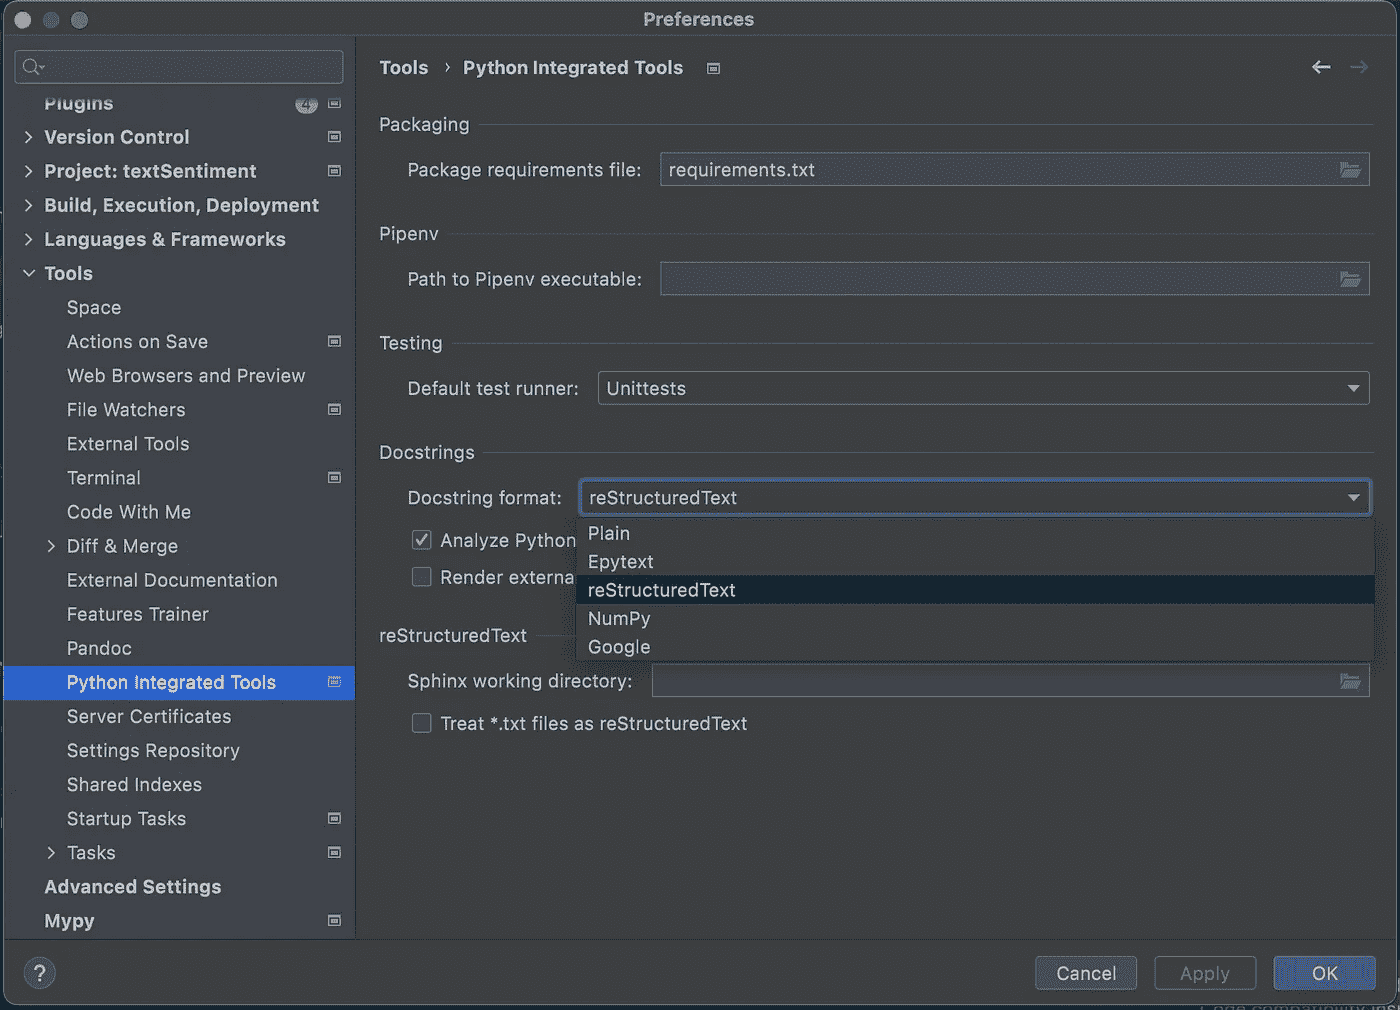 Preferences
Plugins
4
Version Control
Project: textSentiment
Build, Execution, Deployment
Languages & Frameworks
Tools
Space
Actions on Save
Web Browsers and Preview
File Watchers
External Tools
Terminal
Code With Me
Diff & Merge
External Documentation
Features Trainer
Pandoc
Python Integrated Tools
Server Certificates
Settings Repository
Shared Indexes
Startup Tasks
Tasks
Advanced Settings
Mypy
Tools › Python Integrated Tools
Packaging
Package requirements file: requirements.txt
Pipenv
Path to Pipenv executable:
Testing
Default test runner: Unittests
Docstrings
Docstring format: reStructuredText
Plain
Analyze Python
Epytext
Render externa
reStructuredText
NumPy
reStructuredText
Google
Sphinx working directory:
Treat *.txt files as reStructuredText
?
Cancel
Apply
OK